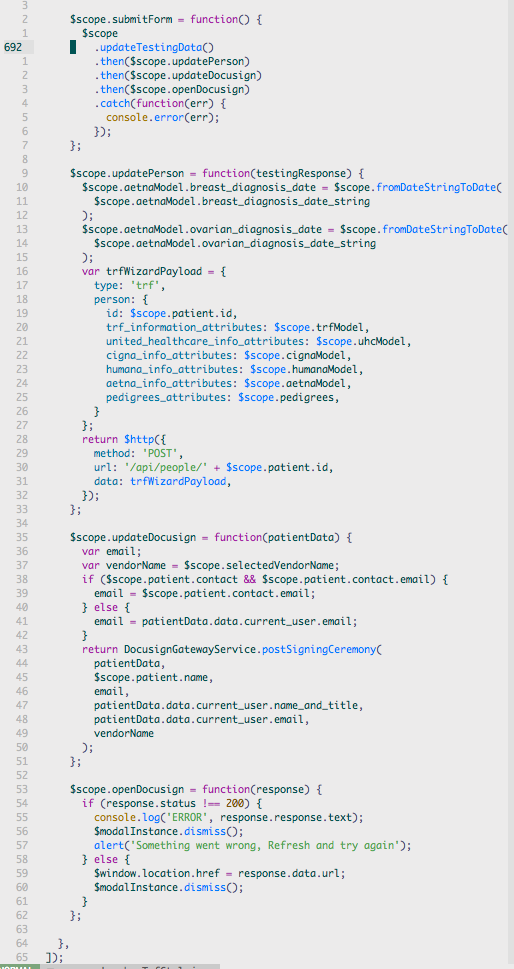 3
2 $scope.submitForm = function() {
1 $scope
692 .updateTestingData()
1 .then($scope.updatePerson)
2 .then($scope.updateDocusign)
3 .then($scope.openDocusign)
4 .catch(function(err) {
5 console.error(err);
6 });
7 };
8
9 $scope.updatePerson = function(testingResponse) {
10 $scope.aetnaModel.breast_diagnosis_date = $scope.fromDateStringToDate(
11 $scope.aetnaModel.breast_diagnosis_date_string
12 );
13 $scope.aetnaModel.ovarian_diagnosis_date = $scope.fromDateStringToDate(
14 $scope.aetnaModel.ovarian_diagnosis_date_string
15 );
16 var trfWizardPayload = {
17 type: 'trf',
18 person: {
19 id: $scope.patient.id,
20 trf_information_attributes: $scope.trfModel,
21 united_healthcare_info_attributes: $scope.uhcModel,
22 cigna_info_attributes: $scope.cignaModel,
23 humana_info_attributes: $scope.humanaModel,
24 aetna_info_attributes: $scope.aetnaModel,
25 pedigrees_attributes: $scope.pedigrees,
26 }
27 };
28 return $http({
29 method: 'POST',
30 url: '/api/people/' + $scope.patient.id,
31 data: trfWizardPayload,
32 });
33 };
34
35 $scope.updateDocusign = function(patientData) {
36 var email;
37 var vendorName = $scope.selectedVendorName;
38 if ($scope.patient.contact && $scope.patient.contact.email) {
39 email = $scope.patient.contact.email;
40 } else {
41 email = patientData.data.current_user.email;
42 }
43 return DocusignGatewayService.postSigningCeremony(
44 patientData,
45 $scope.patient.name,
46 email,
47 patientData.data.current_user.name_and_title,
48 patientData.data.current_user.email,
49 vendorName
50 );
51 };
52
53 $scope.openDocusign = function(response) {
54 if (response.status !== 200) {
55 console.log('ERROR', response.response.text);
56 $modalInstance.dismiss();
57 alert('Something went wrong, Refresh and try again');
58 } else {
59 $window.location.href = response.data.url;
60 $modalInstance.dismiss();
61 }
62 };
63
64 },
65 ]);